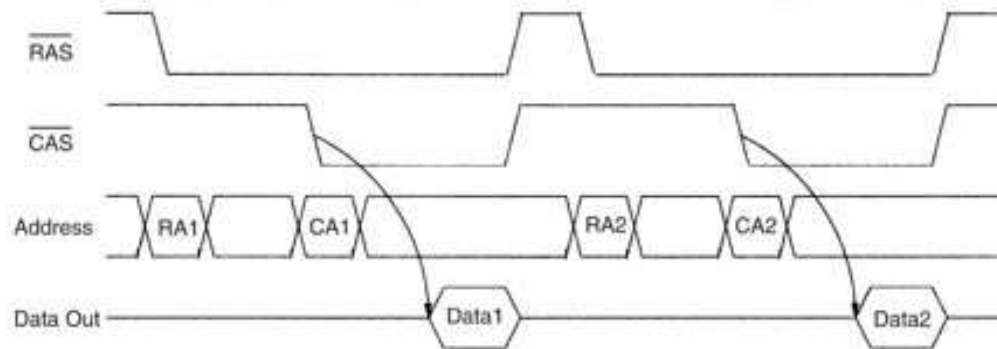 RAS
CAS
Address RA1 CA1 RA2 CA2
Data Out Data1 Data2